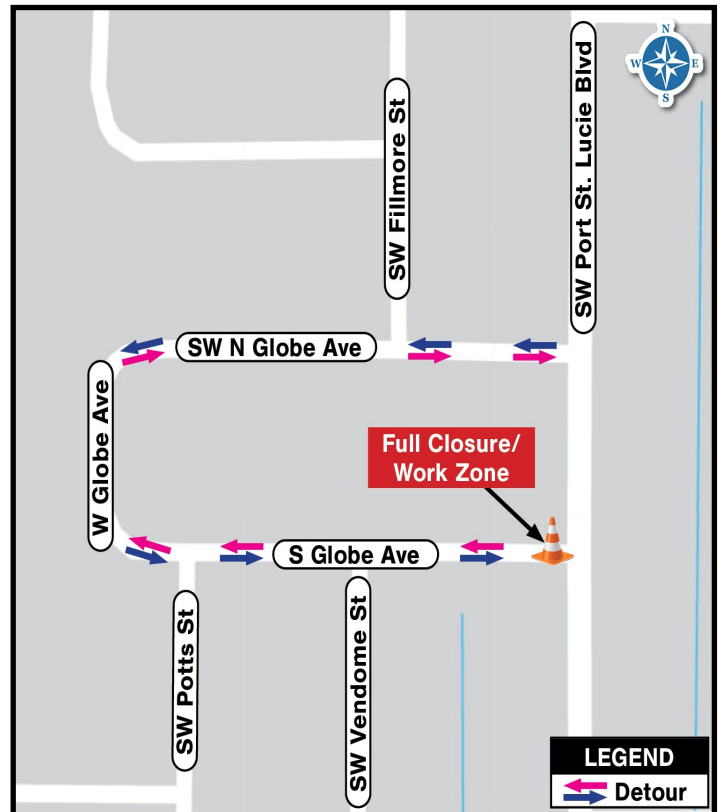 N
W
E
S
SW Fillmore St
SW Port St. Lucie Blvd
SW N Globe Ave
W Globe Ave
Full Closure/
Work Zone
S Globe Ave
SW Potts St
SW Vendome St
LEGEND
Detour